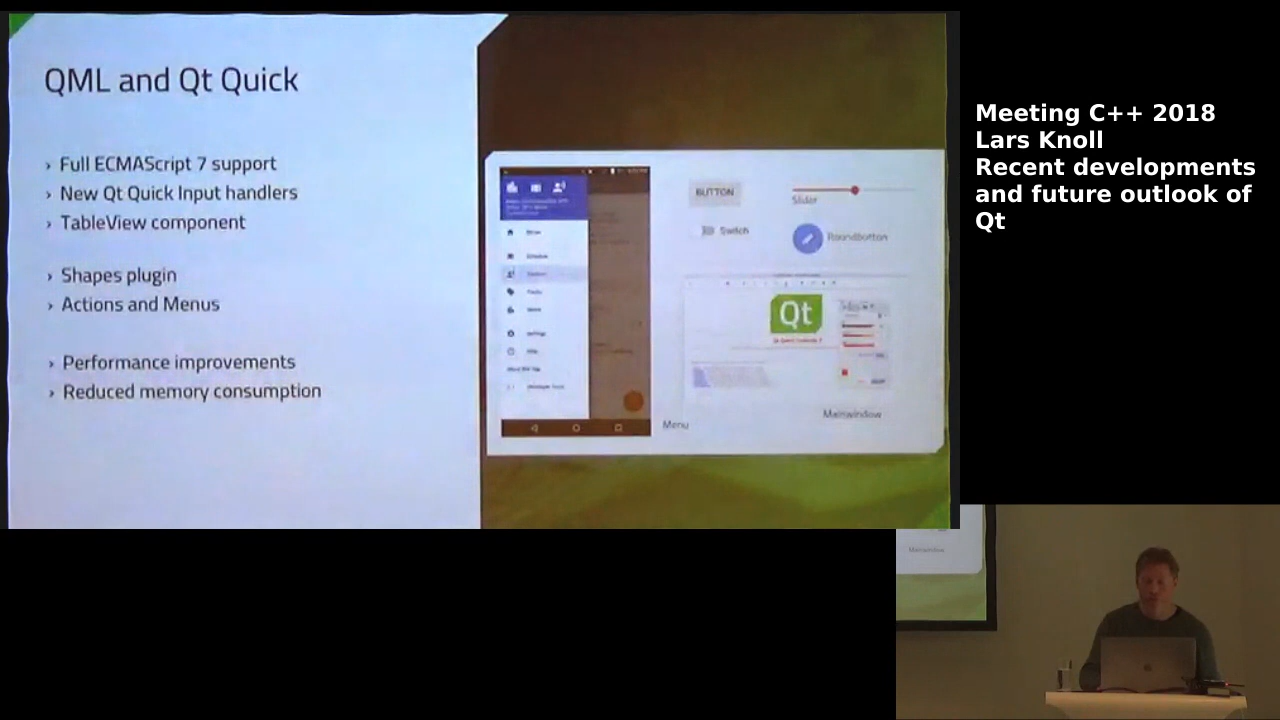 QML and Qt Quick
› Full ECMAScript 7 support
› New Qt Quick Input handlers
› TableView component
› Shapes plugin
› Actions and Menus
› Performance improvements
› Reduced memory consumption
BUTTON
Slider
Switch
Roundbutton
Qt
Menu
Mainwindow
Meeting C++ 2018
Lars Knoll
Recent developments
and future outlook of
Qt
Mainwindow